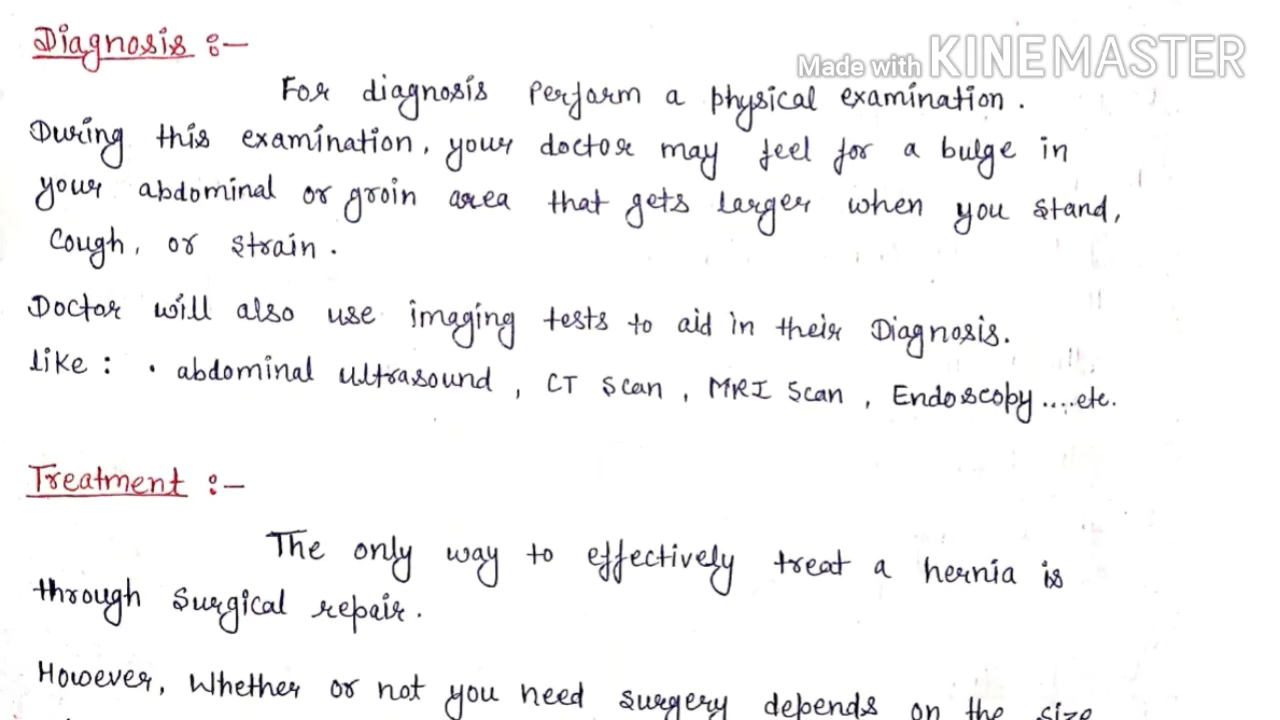 Diagnosis :-
Made with KINEMASTER
For diagnosis perform a physical examination.
During this examination, your doctor may feel for a bulge in
your abdominal or groin area that gets larger when you stand,
cough, or strain.
Doctor will also use imaging tests to aid in their Diagnosis.
like : • abdominal ultrasound, CT Scan, MRI Scan, Endoscopy....etc.
Treatment :-
The only way to effectively treat a hernia is
through surgical repair.
However, Whether or not you need surgery depends on the size